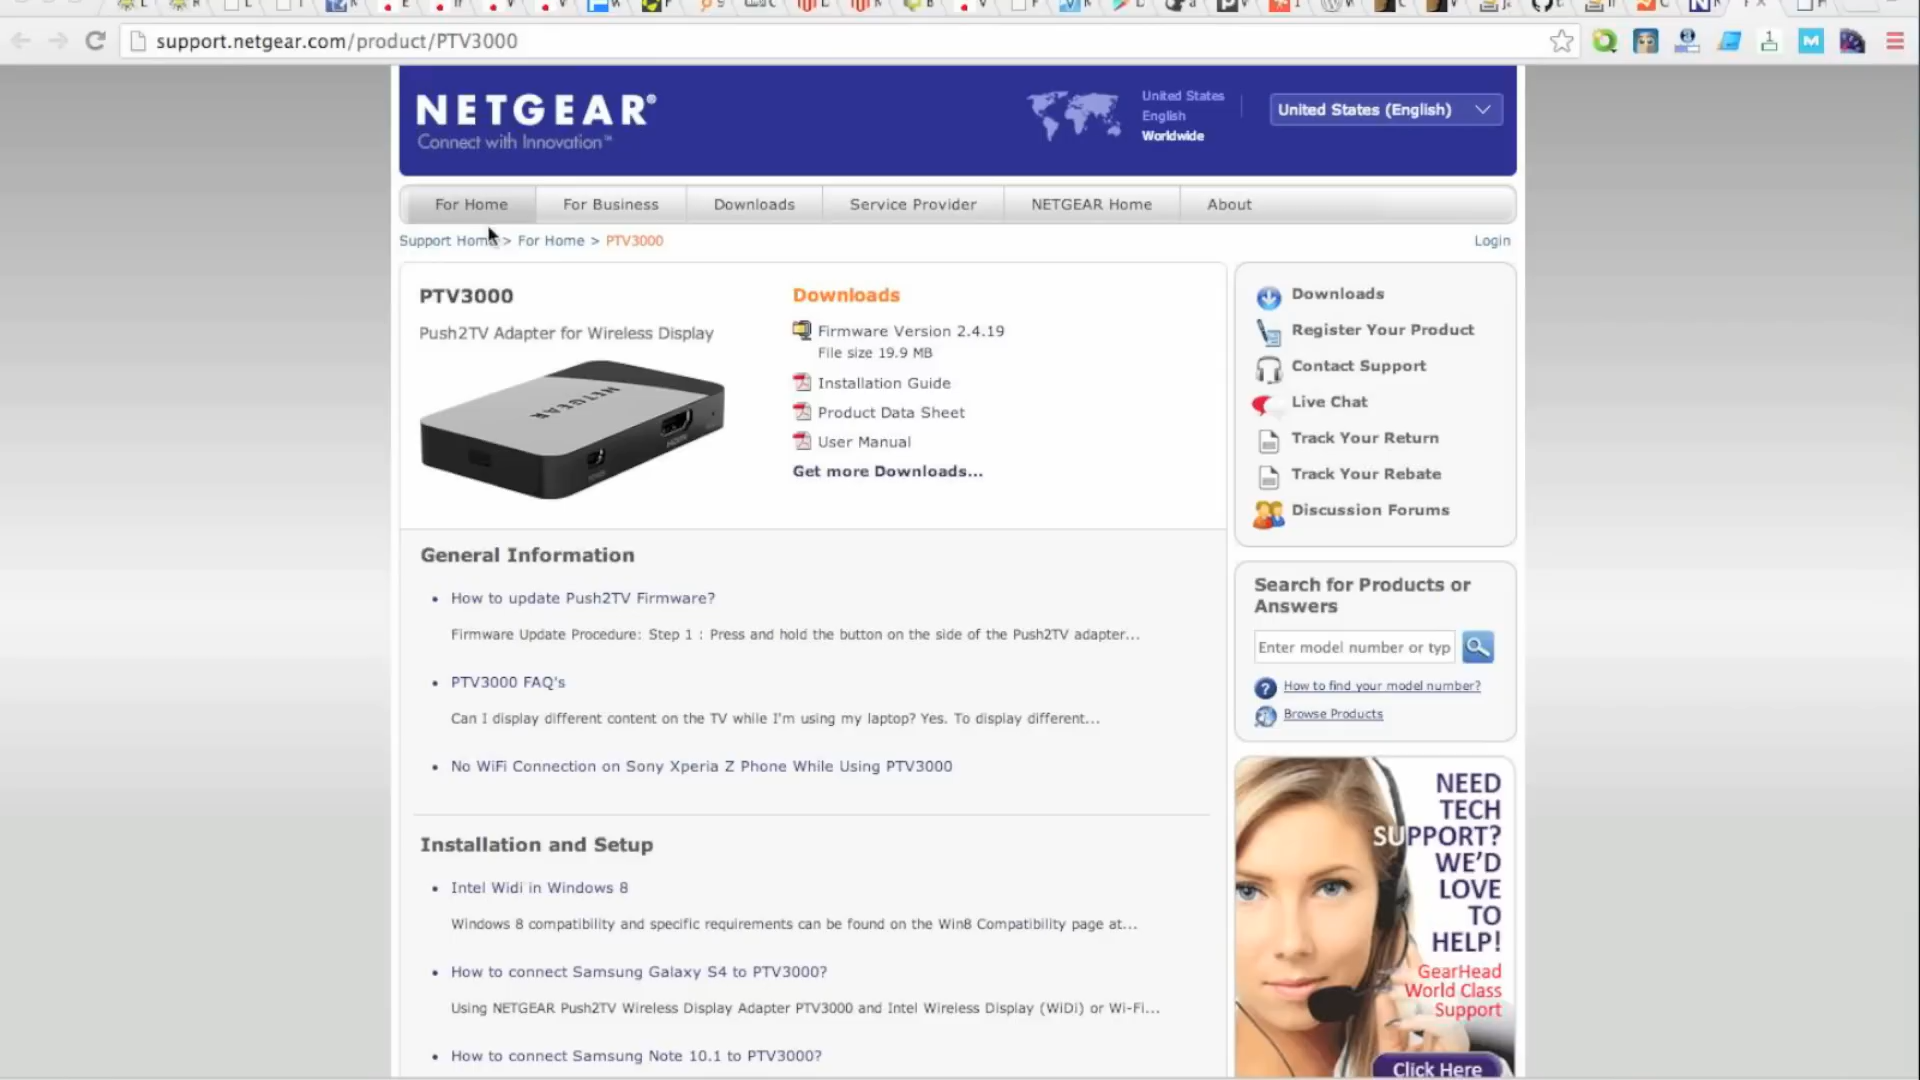 support.netgear.com/product/PTV3000
NETGEAR®
Connect with Innovation™
United States
English
Worldwide
United States (English)
For Home
For Business
Downloads
Service Provider
NETGEAR Home
About
Support Home > For Home > PTV3000
Login
PTV3000
Push2TV Adapter for Wireless Display
NETGEAR
Downloads
Firmware Version 2.4.19
File size 19.9 MB
Installation Guide
Product Data Sheet
User Manual
Get more Downloads...
General Information
• How to update Push2TV Firmware?
Firmware Update Procedure: Step 1 : Press and hold the button on the side of the Push2TV adapter...
• PTV3000 FAQ's
Can I display different content on the TV while I'm using my laptop? Yes. To display different...
• No WiFi Connection on Sony Xperia Z Phone While Using PTV3000
Installation and Setup
• Intel Widi in Windows 8
Windows 8 compatibility and specific requirements can be found on the Win8 Compatibility page at...
• How to connect Samsung Galaxy S4 to PTV3000?
Using NETGEAR Push2TV Wireless Display Adapter PTV3000 and Intel Wireless Display (WiDi) or Wi-Fi...
• How to connect Samsung Note 10.1 to PTV3000?
Downloads
Register Your Product
Contact Support
Live Chat
Track Your Return
Track Your Rebate
Discussion Forums
Search for Products or
Answers
Enter model number or typ
How to find your model number?
Browse Products
NEED
TECH
SUPPORT?
WE'D
LOVE
TO
HELP!
GearHead
World Class
Support
Click Here